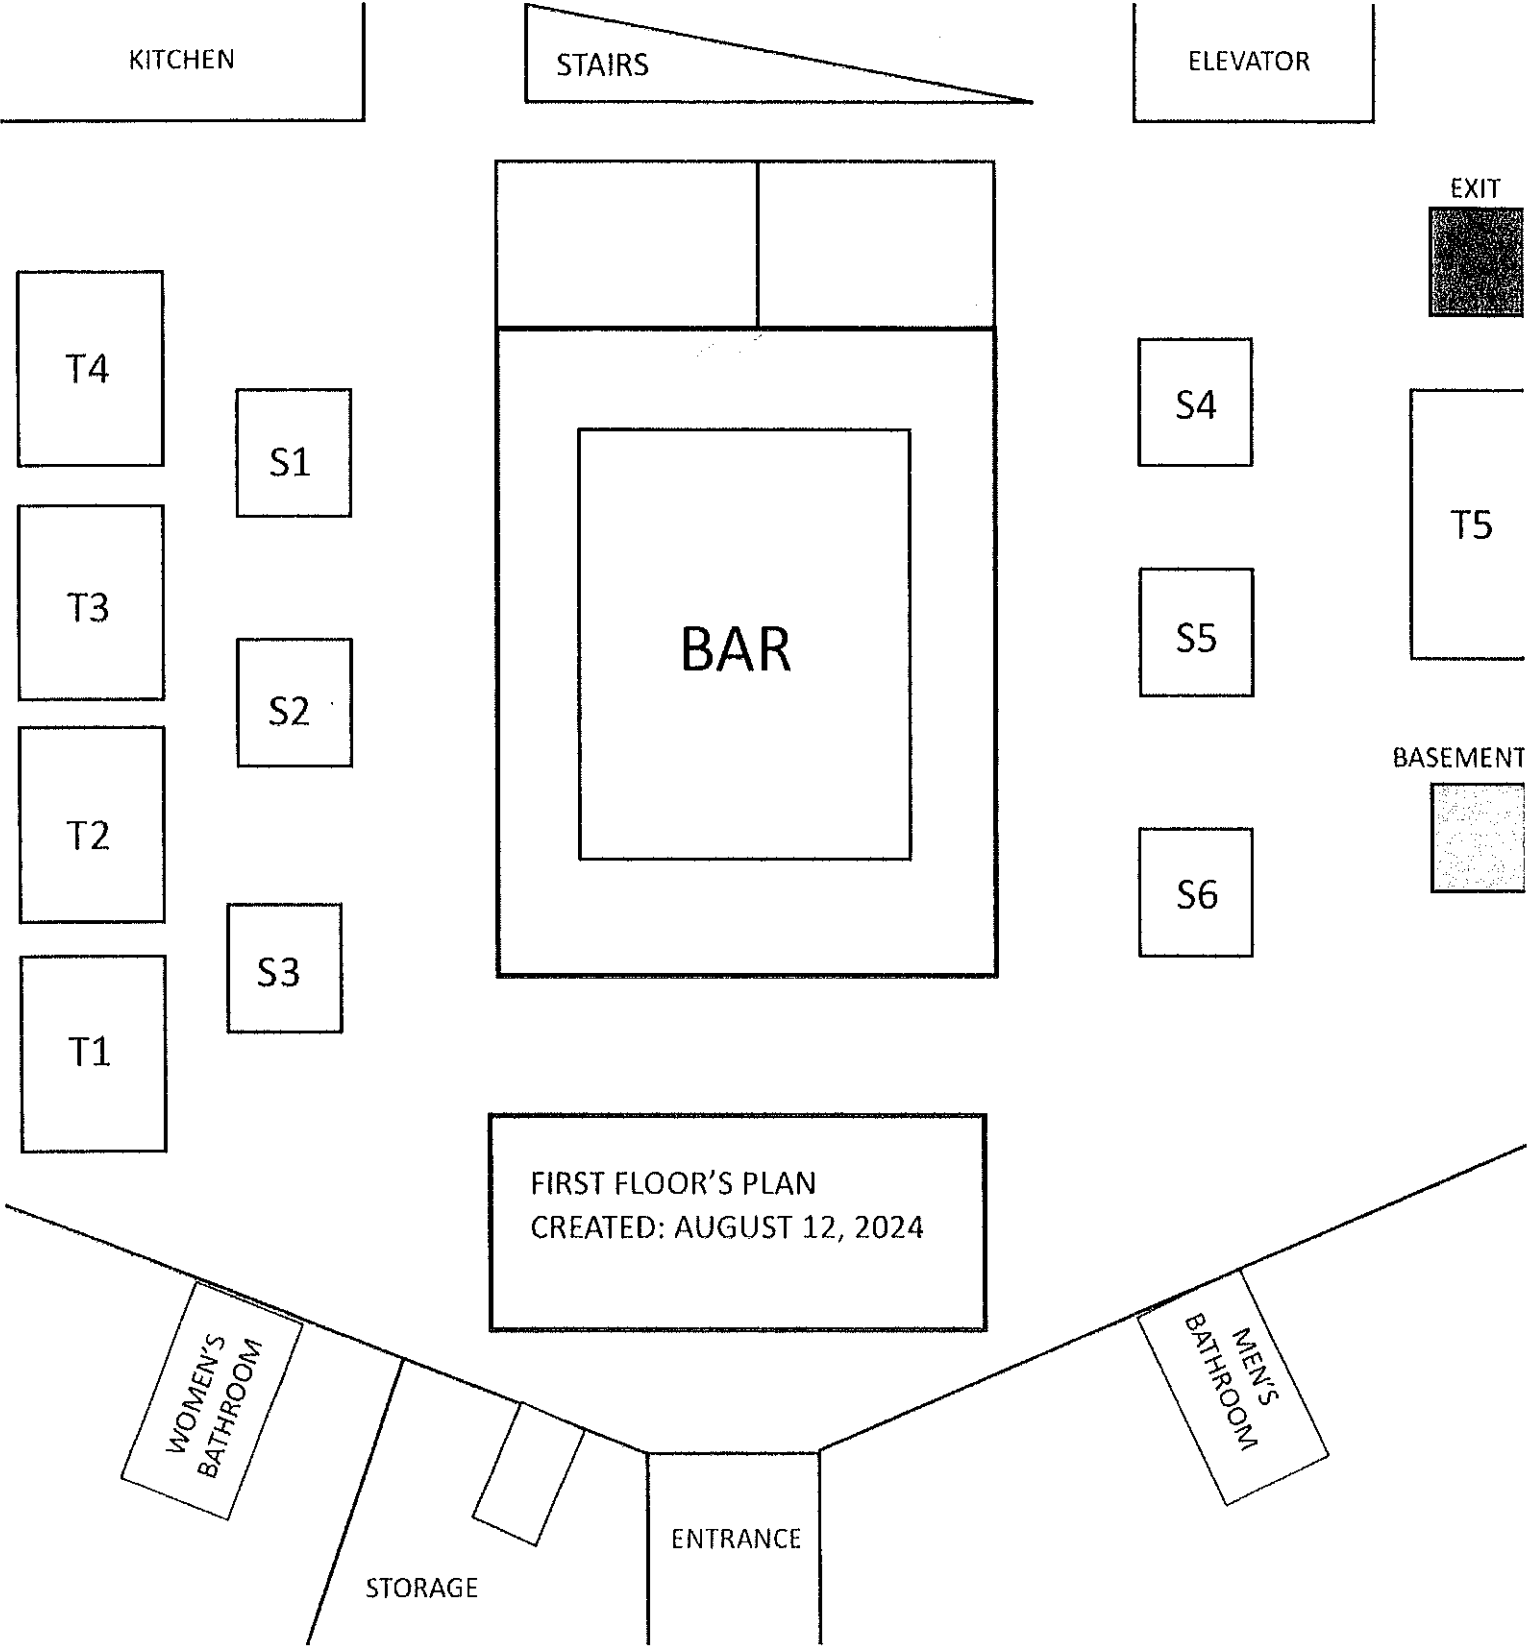 KITCHEN
STAIRS
ELEVATOR
EXIT
T4
S1
S4
T3
BAR
S5
T5
S2
BASEMENT
T2
S6
S3
T1
FIRST FLOOR'S PLAN
CREATED: AUGUST 12, 2024
WOMEN'S
BATHROOM
MEN'S
BATHROOM
ENTRANCE
STORAGE